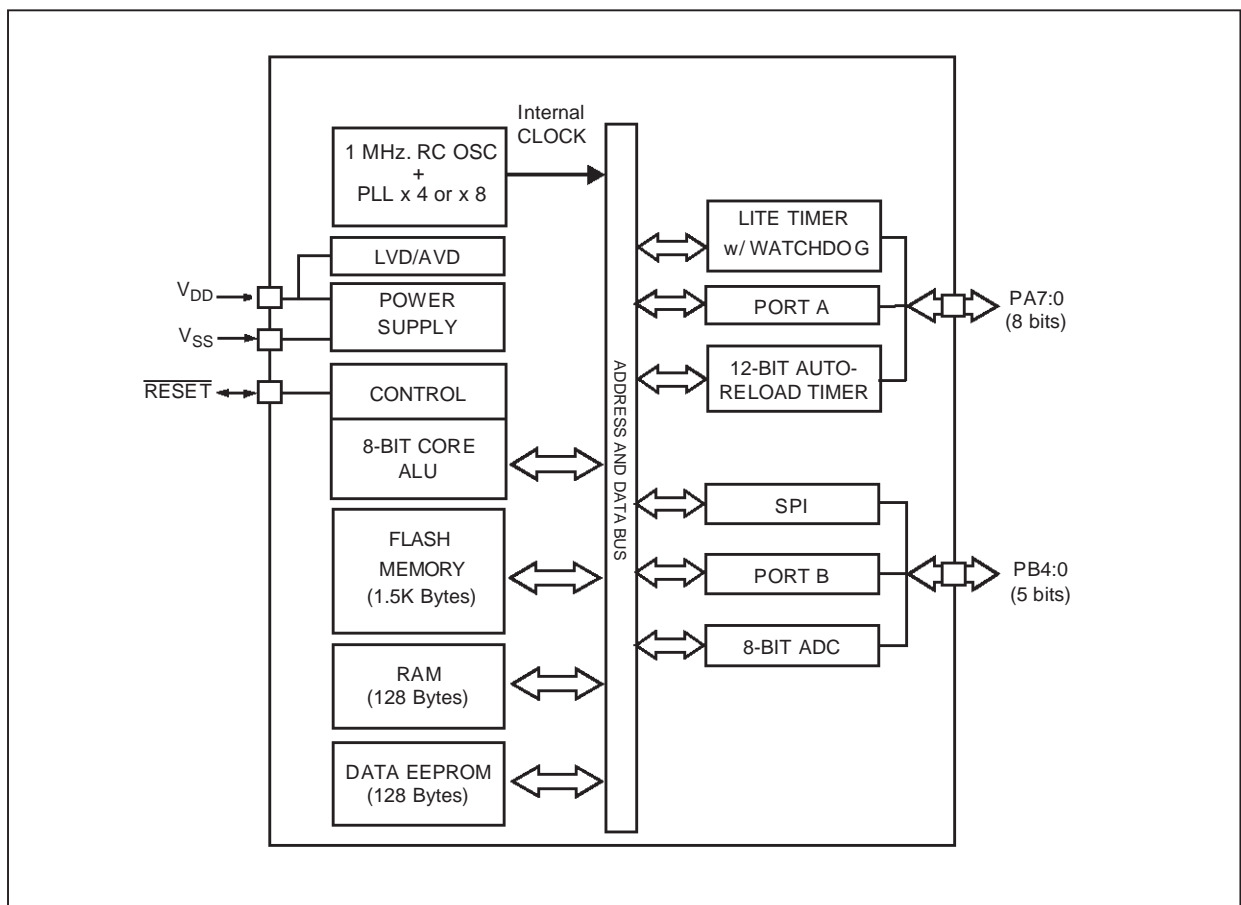 Internal
CLOCK
1 MHz. RC OSC
+
PLL x 4 or x 8
LVD/AVD
POWER
SUPPLY
VDD
VSS
RESET
CONTROL
8-BIT CORE
ALU
FLASH
MEMORY
(1.5K Bytes)
RAM
(128 Bytes)
DATA EEPROM
(128 Bytes)
ADDRESS AND DATA BUS
LITE TIMER
w/ WATCHDOG
PORT A
12-BIT AUTO-
RELOAD TIMER
PA7:0
(8 bits)
SPI
PORT B
8-BIT ADC
PB4:0
(5 bits)